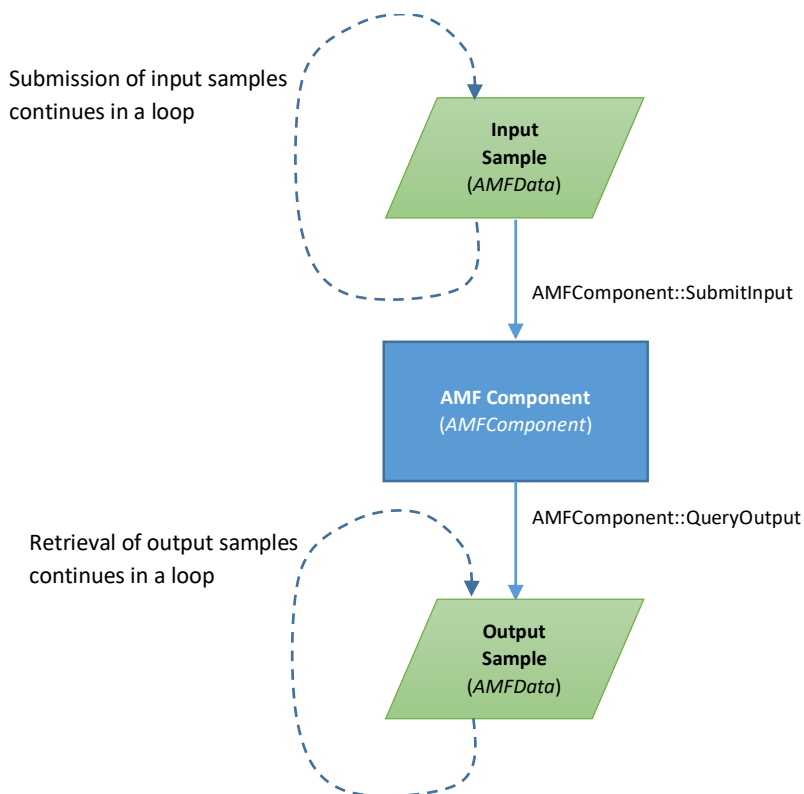 Submission of input samples
continues in a loop
Input
Sample
(AMFData)
AMFComponent::SubmitInput
AMF Component
(AMFComponent)
AMFComponent::QueryOutput
Retrieval of output samples
continues in a loop
Output
Sample
(AMFData)